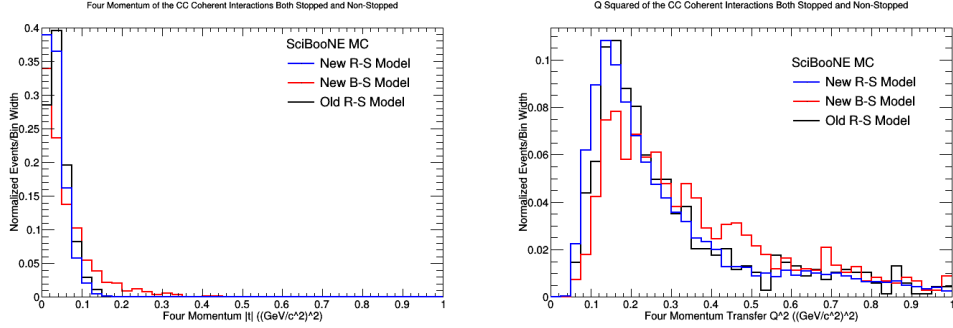 Four Momentum of the CC Coherent Interactions Both Stopped and Non-Stopped
Normalized Events/Bin Width
0.4
0.35
0.3
0.25
0.2
0.15
0.1
0.05
0
SciBooNE MC
New R-S Model
New B-S Model
Old R-S Model
0 0.1 0.2 0.3 0.4 0.5 0.6 0.7 0.8 0.9 1
Four Momentum |t| ((GeV/c^2)^2)
Q Squared of the CC Coherent Interactions Both Stopped and Non-Stopped
Normalized Events/Bin Width
0.1
0.08
0.06
0.04
0.02
0
SciBooNE MC
New R-S Model
New B-S Model
Old R-S Model
0 0.1 0.2 0.3 0.4 0.5 0.6 0.7 0.8 0.9 1
Four Momentum Transfer Q^2 ((GeV/c^2)^2)